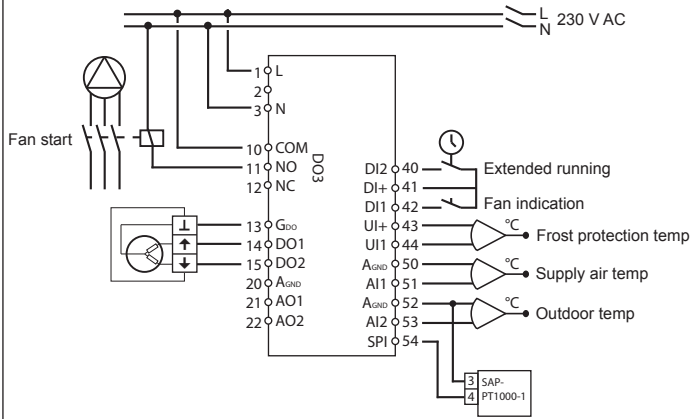 L
N
230 V AC
1 L
2
3 N
Fan start
10 COM
11 NO
12 NC
DO3
13 GDO
14 DO1
15 DO2
20 AGND
21 AO1
22 AO2
DI2 40 Extended running
DI+ 41
DI1 42 Fan indication
UI+ 43
UI1 44
°C
Frost protection temp
AGND 50
AI1 51
°C
Supply air temp
AGND 52
AI2 53
°C
Outdoor temp
SPI 54
3
4
SAP-
PT1000-1